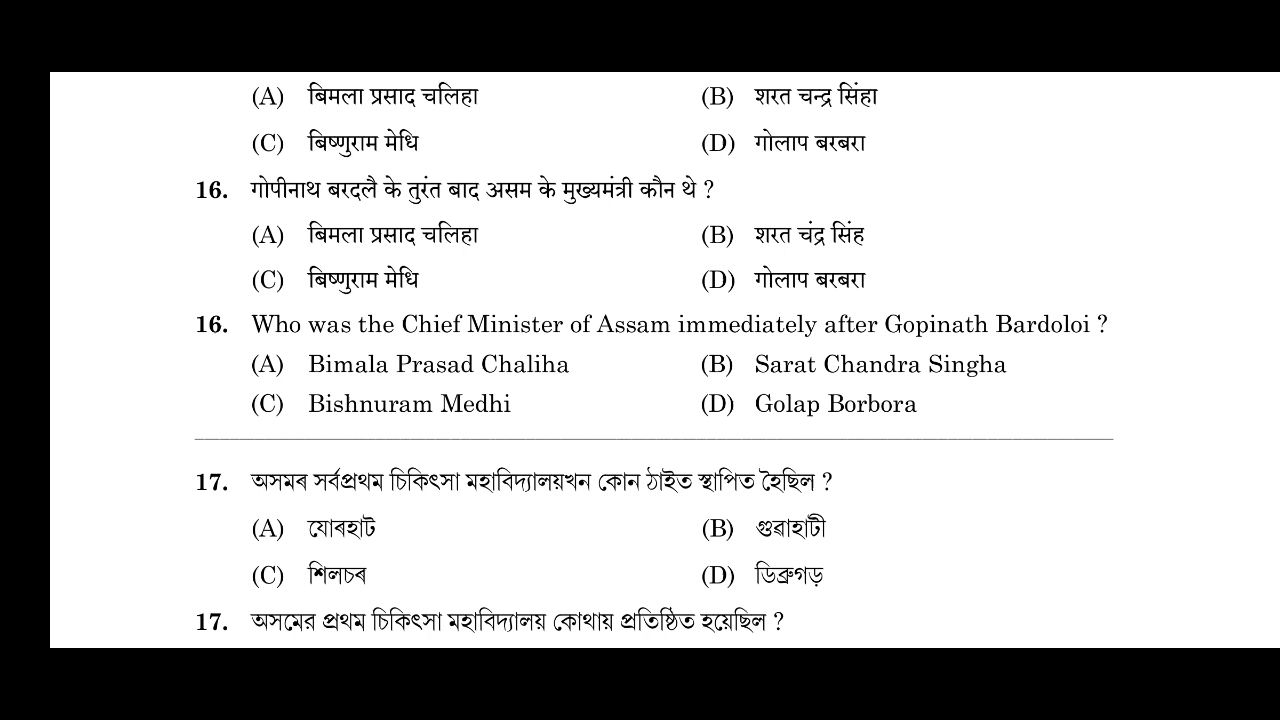 (A) बिमला प्रसाद चलिहा (B) शरत चन्द्र सिंहा
(C) बिष्णुराम मेधि (D) गोलाप बरबरा
16. गोपीनाथ बरदलै के तुरंत बाद असम के मुख्यमंत्री कौन थे ?
(A) बिमला प्रसाद चलिहा (B) शरत चंद्र सिंह
(C) बिष्णुराम मेधि (D) गोलाप बरबरा
16. Who was the Chief Minister of Assam immediately after Gopinath Bardoloi ?
(A) Bimala Prasad Chaliha (B) Sarat Chandra Singha
(C) Bishnuram Medhi (D) Golap Borbora
17. অসমৰ সৰ্বপ্ৰথম চিকিৎসা মহাবিদ্যালয়খন কোন ঠাইত স্থাপিত হৈছিল ?
(A) যোৰহাট (B) গুৱাহাটী
(C) শিলচৰ (D) ডিব্ৰুগড়
17. অসমের প্রথম চিকিৎসা মহাবিদ্যালয় কোথায় প্রতিষ্ঠিত হয়েছিল ?